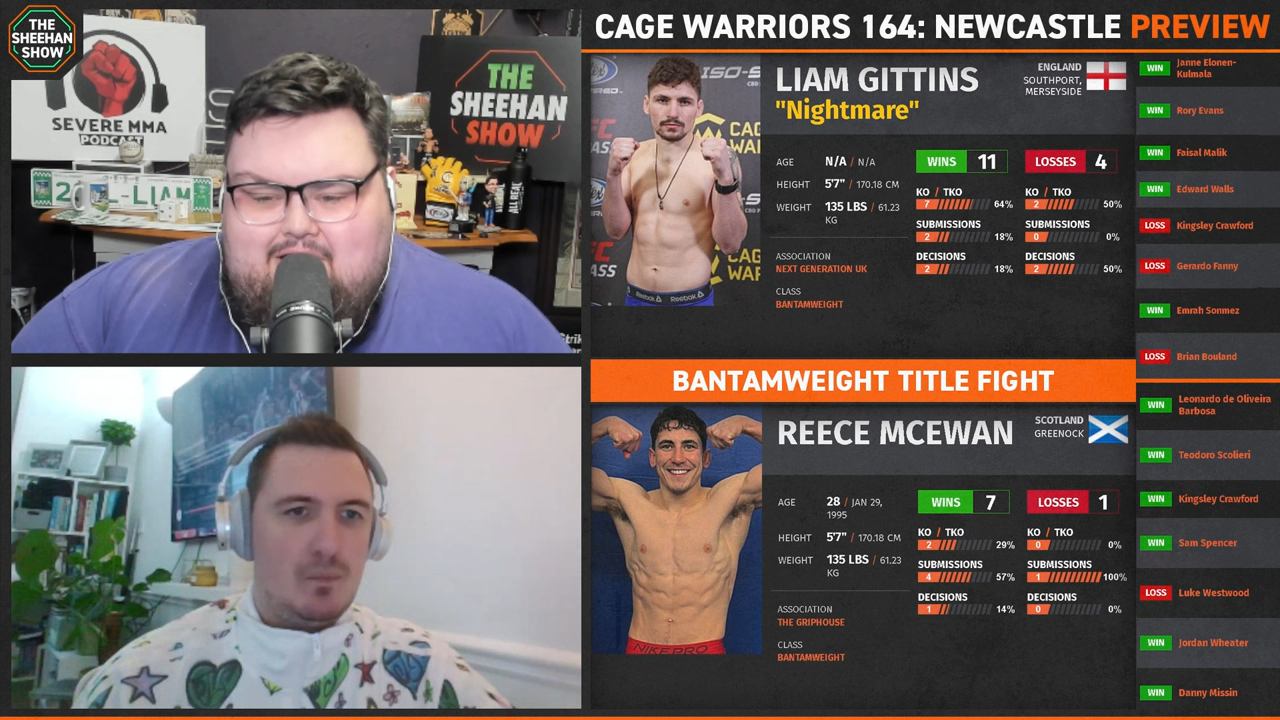 THE
SHEEHAN
SHOW
SEVERE MMA
PODCAST
THE
SHEEHAN
SHOW
L-LIAM
ALL REAL
CAGE WARRIORS 164: NEWCASTLE PREVIEW
LIAM GITTINS
"Nightmare"
ENGLAND
SOUTHPORT,
MERSEYSIDE
AGE N/A / N/A
HEIGHT 5'7" / 170.18 CM
WEIGHT 135 LBS / 61.23
KG
ASSOCIATION
NEXT GENERATION UK
CLASS
BANTAMWEIGHT
WINS 11
KO / TKO
7 64%
SUBMISSIONS
2 18%
DECISIONS
2 18%
LOSSES 4
KO / TKO
2 50%
SUBMISSIONS
0 0%
DECISIONS
2 50%
Reebok Reebok
WIN Janne Elonen-
Kulmala
WIN Rory Evans
WIN Faisal Malik
WIN Edward Walls
LOSS Kingsley Crawford
LOSS Gerardo Fanny
WIN Emrah Sonmez
LOSS Brian Bouland
BANTAMWEIGHT TITLE FIGHT
REECE MCEWAN
SCOTLAND
GREENOCK
AGE 28 / JAN 29,
1995
HEIGHT 5'7" / 170.18 CM
WEIGHT 135 LBS / 61.23
KG
ASSOCIATION
THE GRIPHOUSE
CLASS
BANTAMWEIGHT
WINS 7
KO / TKO
2 29%
SUBMISSIONS
4 57%
DECISIONS
1 14%
LOSSES 1
KO / TKO
0 0%
SUBMISSIONS
1 100%
DECISIONS
0 0%
NIKE PRO
WIN Leonardo de Oliveira
Barbosa
WIN Teodoro Scolieri
WIN Kingsley Crawford
WIN Sam Spencer
LOSS Luke Westwood
WIN Jordan Wheater
WIN Danny Missin